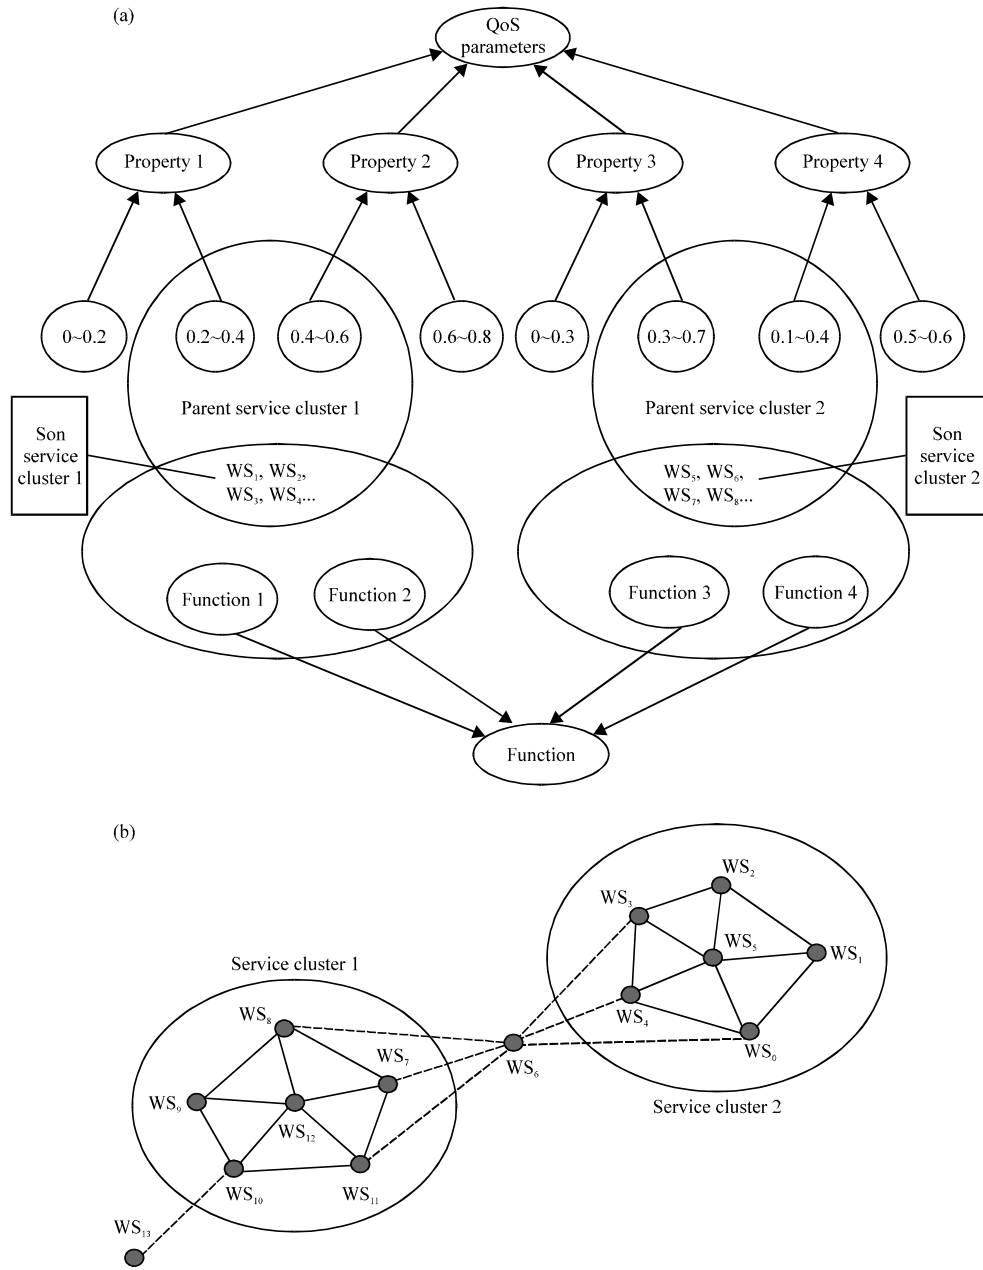 (a)
QoS
parameters
Property 1
Property 2
Property 3
Property 4
0~0.2
0.2~0.4
0.4~0.6
0.6~0.8
0~0.3
0.3~0.7
0.1~0.4
0.5~0.6
Parent service cluster 1
Parent service cluster 2
Son
service
cluster 1
WS₁, WS₂,
WS₃, WS₄...
WS₅, WS₆,
WS₇, WS₈...
Son
service
cluster 2
Function 1
Function 2
Function 3
Function 4
Function
(b)
WS₂
WS₃
WS₅
WS₁
WS₄
WS₀
Service cluster 2
WS₆
Service cluster 1
WS₈
WS₇
WS₉
WS₁₂
WS₁₀
WS₁₁
WS₁₃